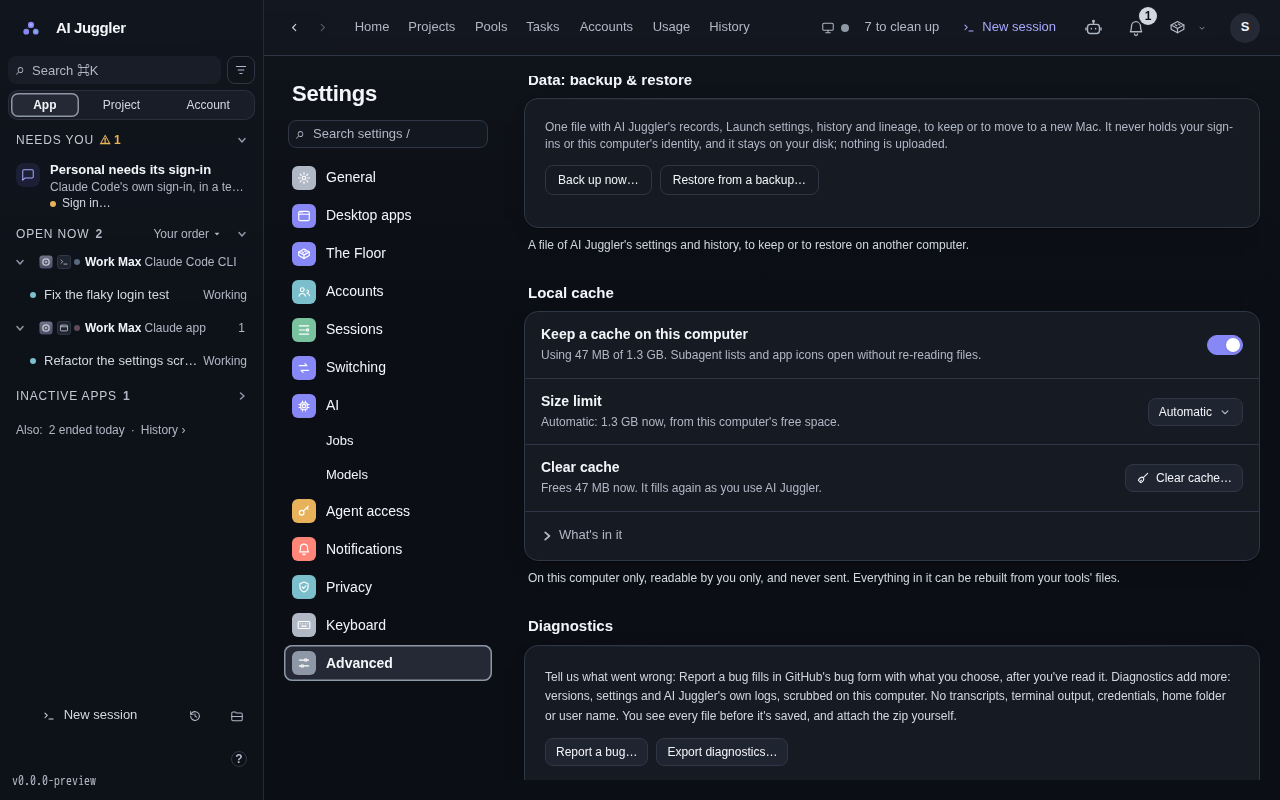 AI Juggler
Search ⌘K
App Project Account
NEEDS YOU 1
Personal needs its sign-in
Claude Code's own sign-in, in a te…
Sign in…
OPEN NOW 2 Your order
Work Max Claude Code CLI
Fix the flaky login test Working
Work Max Claude app 1
Refactor the settings scr… Working
INACTIVE APPS 1
Also: 2 ended today · History ›
New session
?
v0.0.0-preview
Home Projects Pools Tasks Accounts Usage History
7 to clean up
New session
1
S
Settings
Search settings /
General
Desktop apps
The Floor
Accounts
Sessions
Switching
AI
Jobs
Models
Agent access
Notifications
Privacy
Keyboard
Advanced
Data: backup & restore
One file with AI Juggler's records, Launch settings, history and lineage, to keep or to move to a new Mac. It never holds your sign-
ins or this computer's identity, and it stays on your disk; nothing is uploaded.
Back up now… Restore from a backup…
A file of AI Juggler's settings and history, to keep or to restore on another computer.
Local cache
Keep a cache on this computer
Using 47 MB of 1.3 GB. Subagent lists and app icons open without re-reading files.
Size limit
Automatic: 1.3 GB now, from this computer's free space.
Automatic
Clear cache
Frees 47 MB now. It fills again as you use AI Juggler.
Clear cache…
What's in it
On this computer only, readable by you only, and never sent. Everything in it can be rebuilt from your tools' files.
Diagnostics
Tell us what went wrong: Report a bug fills in GitHub's bug form with what you choose, after you've read it. Diagnostics add more:
versions, settings and AI Juggler's own logs, scrubbed on this computer. No transcripts, terminal output, credentials, home folder
or user name. You see every file before it's saved, and attach the zip yourself.
Report a bug… Export diagnostics…